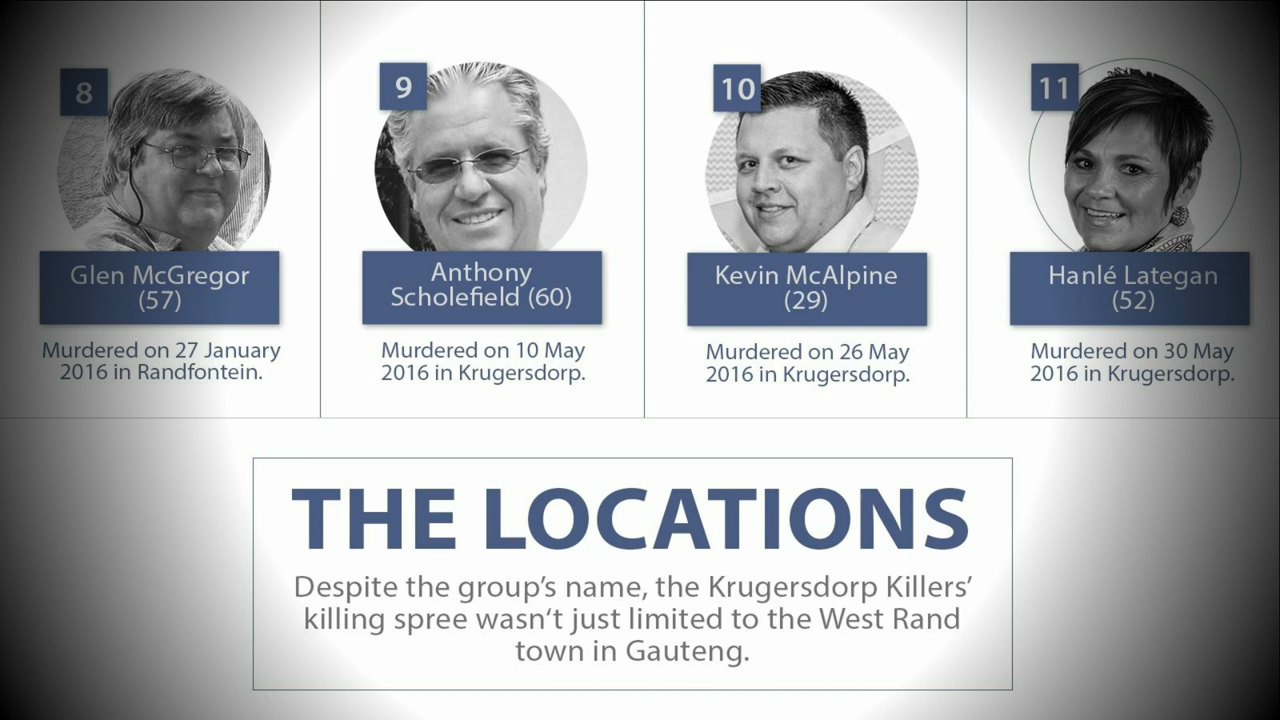 8
Glen McGregor
(57)
Murdered on 27 January
2016 in Randfontein.
9
Anthony
Scholefield (60)
Murdered on 10 May
2016 in Krugersdorp.
10
Kevin McAlpine
(29)
Murdered on 26 May
2016 in Krugersdorp.
11
Hanlé Lategan
(52)
Murdered on 30 May
2016 in Krugersdorp.
THE LOCATIONS
Despite the group’s name, the Krugersdorp Killers’
killing spree wasn‘t just limited to the West Rand
town in Gauteng.